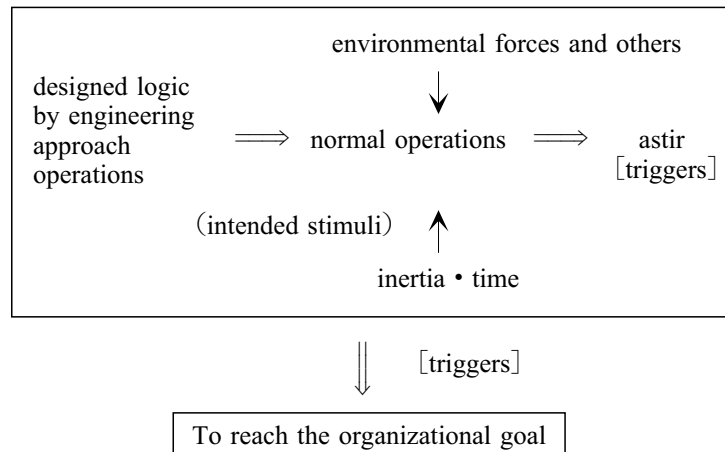 environmental forces and others
designed logic
by engineering
approach
operations
normal operations
astir
[triggers]
(intended stimuli)
inertia・time
[triggers]
To reach the organizational goal